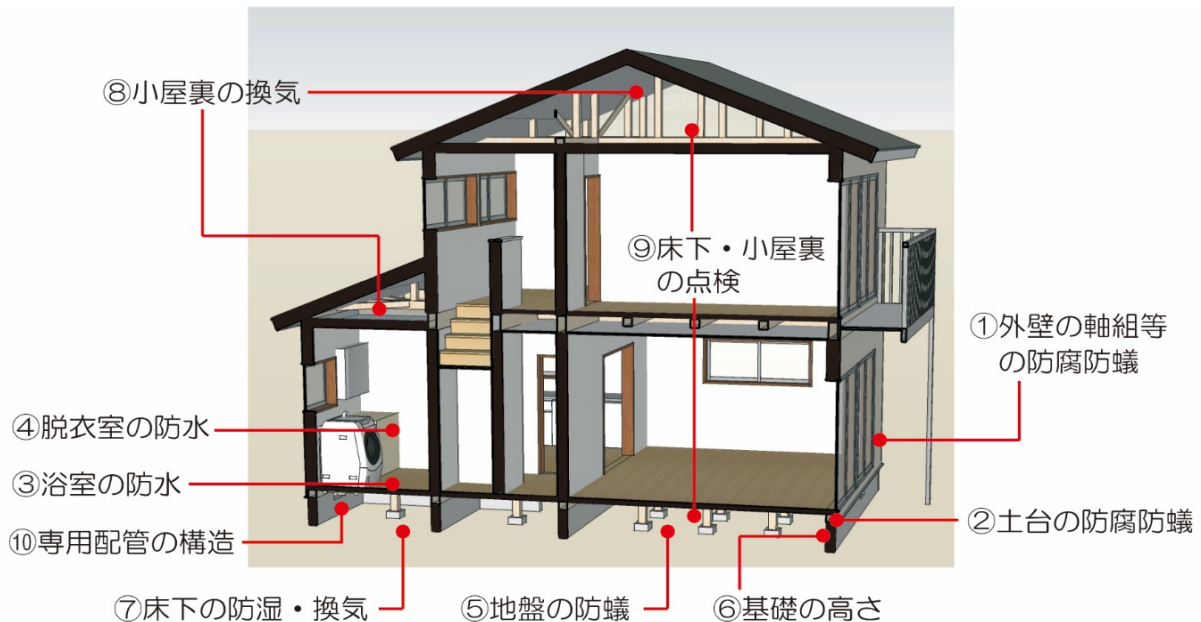 ⑧小屋裏の換気
⑨床下・小屋裏
の点検
①外壁の軸組等
の防腐防蟻
④脱衣室の防水
③浴室の防水
②土台の防腐防蟻
⑩専用配管の構造
⑦床下の防湿・換気
⑤地盤の防蟻
⑥基礎の高さ